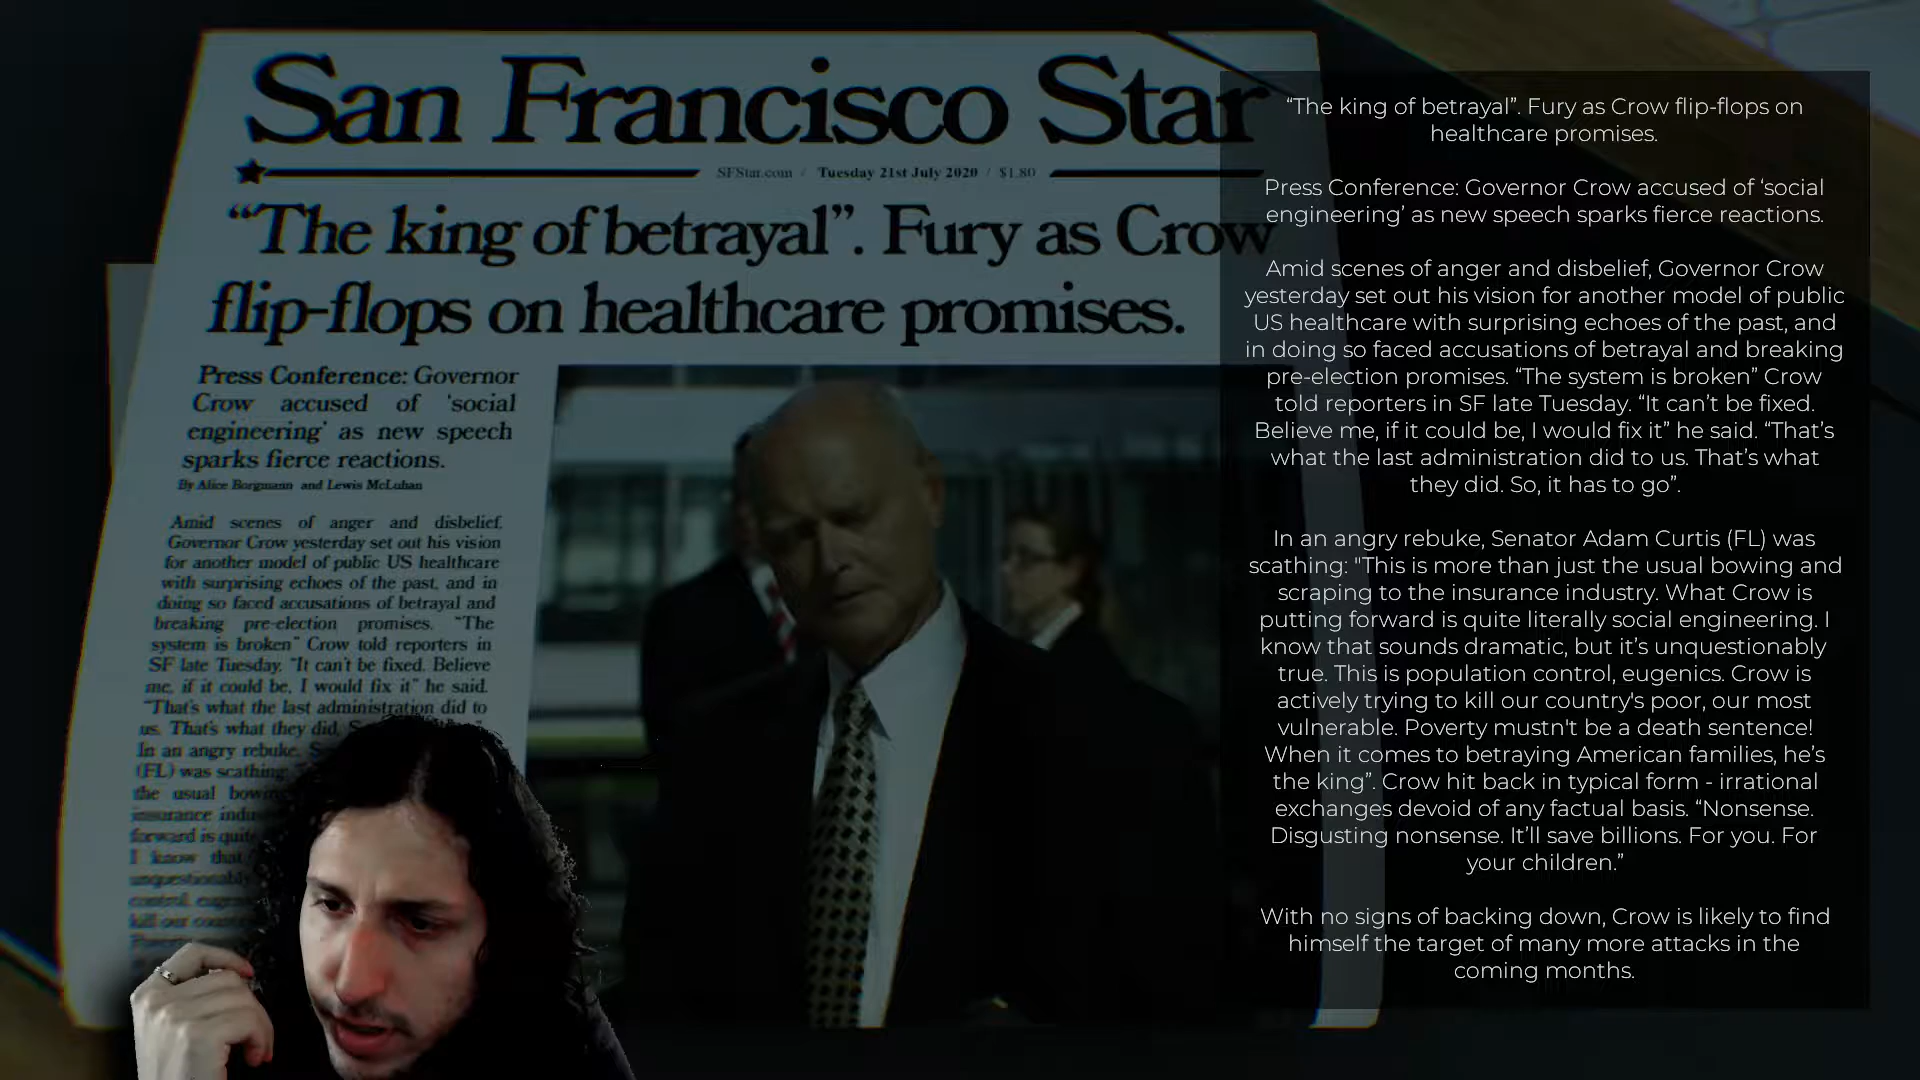 San Francisco Star
SFStar.com / Tuesday 21st July 2020 / $1.80
“The king of betrayal”. Fury as Crow
flip-flops on healthcare promises.
Press Conference: Governor
Crow accused of 'social
engineering' as new speech
sparks fierce reactions.
By Alice Borgmann and Lewis McLuhan
Amid scenes of anger and disbelief,
Governor Crow yesterday set out his vision
for another model of public US healthcare
with surprising echoes of the past, and in
doing so faced accusations of betrayal and
breaking pre-election promises. “The
system is broken” Crow told reporters in
SF late Tuesday. “It can't be fixed. Believe
me, if it could be, I would fix it” he said.
“That's what the last administration did to
us. That's what they did.
In an angry rebuke,
(FL) was scathing:
the usual
insurance
forward is quite
I know that
unquestionably
control,
kill our
“The king of betrayal”. Fury as Crow flip-flops on
healthcare promises.
Press Conference: Governor Crow accused of ‘social
engineering’ as new speech sparks fierce reactions.
Amid scenes of anger and disbelief, Governor Crow
yesterday set out his vision for another model of public
US healthcare with surprising echoes of the past, and
in doing so faced accusations of betrayal and breaking
pre-election promises. “The system is broken” Crow
told reporters in SF late Tuesday. “It can’t be fixed.
Believe me, if it could be, I would fix it” he said. “That’s
what the last administration did to us. That’s what
they did. So, it has to go”.
In an angry rebuke, Senator Adam Curtis (FL) was
scathing: "This is more than just the usual bowing and
scraping to the insurance industry. What Crow is
putting forward is quite literally social engineering. I
know that sounds dramatic, but it’s unquestionably
true. This is population control, eugenics. Crow is
actively trying to kill our country's poor, our most
vulnerable. Poverty mustn't be a death sentence!
When it comes to betraying American families, he’s
the king”. Crow hit back in typical form - irrational
exchanges devoid of any factual basis. “Nonsense.
Disgusting nonsense. It’ll save billions. For you. For
your children.”
With no signs of backing down, Crow is likely to find
himself the target of many more attacks in the
coming months.